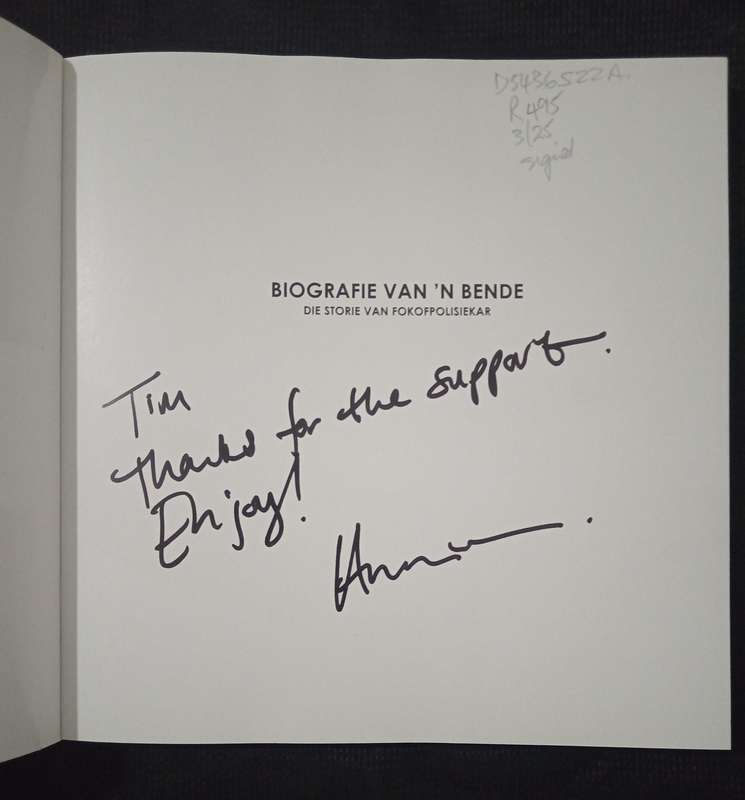 D5436522A.
R495
3/25
signed
BIOGRAFIE VAN 'N BENDE
DIE STORIE VAN FOKOFPOLISIEKAR
Tim
Thanks for the support.
Enjoy!